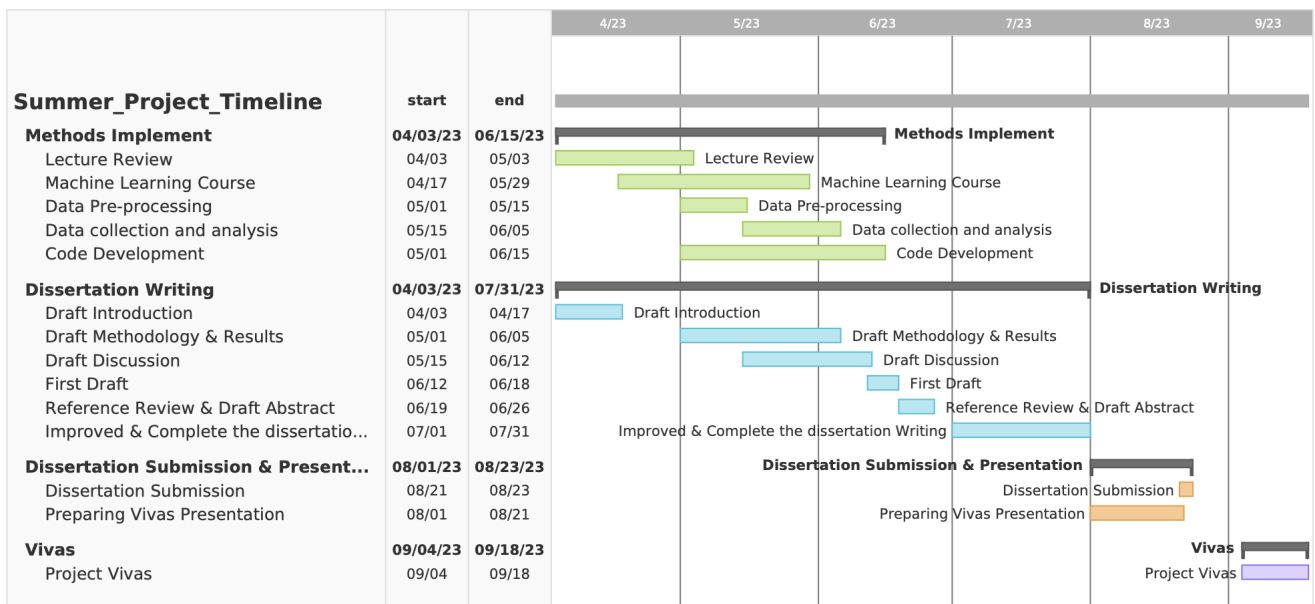 4/23 5/23 6/23 7/23 8/23 9/23
Summer_Project_Timeline start end
Methods Implement 04/03/23 06/15/23 Methods Implement
Lecture Review 04/03 05/03 Lecture Review
Machine Learning Course 04/17 05/29 Machine Learning Course
Data Pre-processing 05/01 05/15 Data Pre-processing
Data collection and analysis 05/15 06/05 Data collection and analysis
Code Development 05/01 06/15 Code Development
Dissertation Writing 04/03/23 07/31/23 Dissertation Writing
Draft Introduction 04/03 04/17 Draft Introduction
Draft Methodology & Results 05/01 06/05 Draft Methodology & Results
Draft Discussion 05/15 06/12 Draft Discussion
First Draft 06/12 06/18 First Draft
Reference Review & Draft Abstract 06/19 06/26 Reference Review & Draft Abstract
Improved & Complete the dissertatio... 07/01 07/31 Improved & Complete the dissertation Writing
Dissertation Submission & Present... 08/01/23 08/23/23 Dissertation Submission & Presentation
Dissertation Submission 08/21 08/23 Dissertation Submission
Preparing Vivas Presentation 08/01 08/21 Preparing Vivas Presentation
Vivas 09/04/23 09/18/23 Vivas
Project Vivas 09/04 09/18 Project Vivas